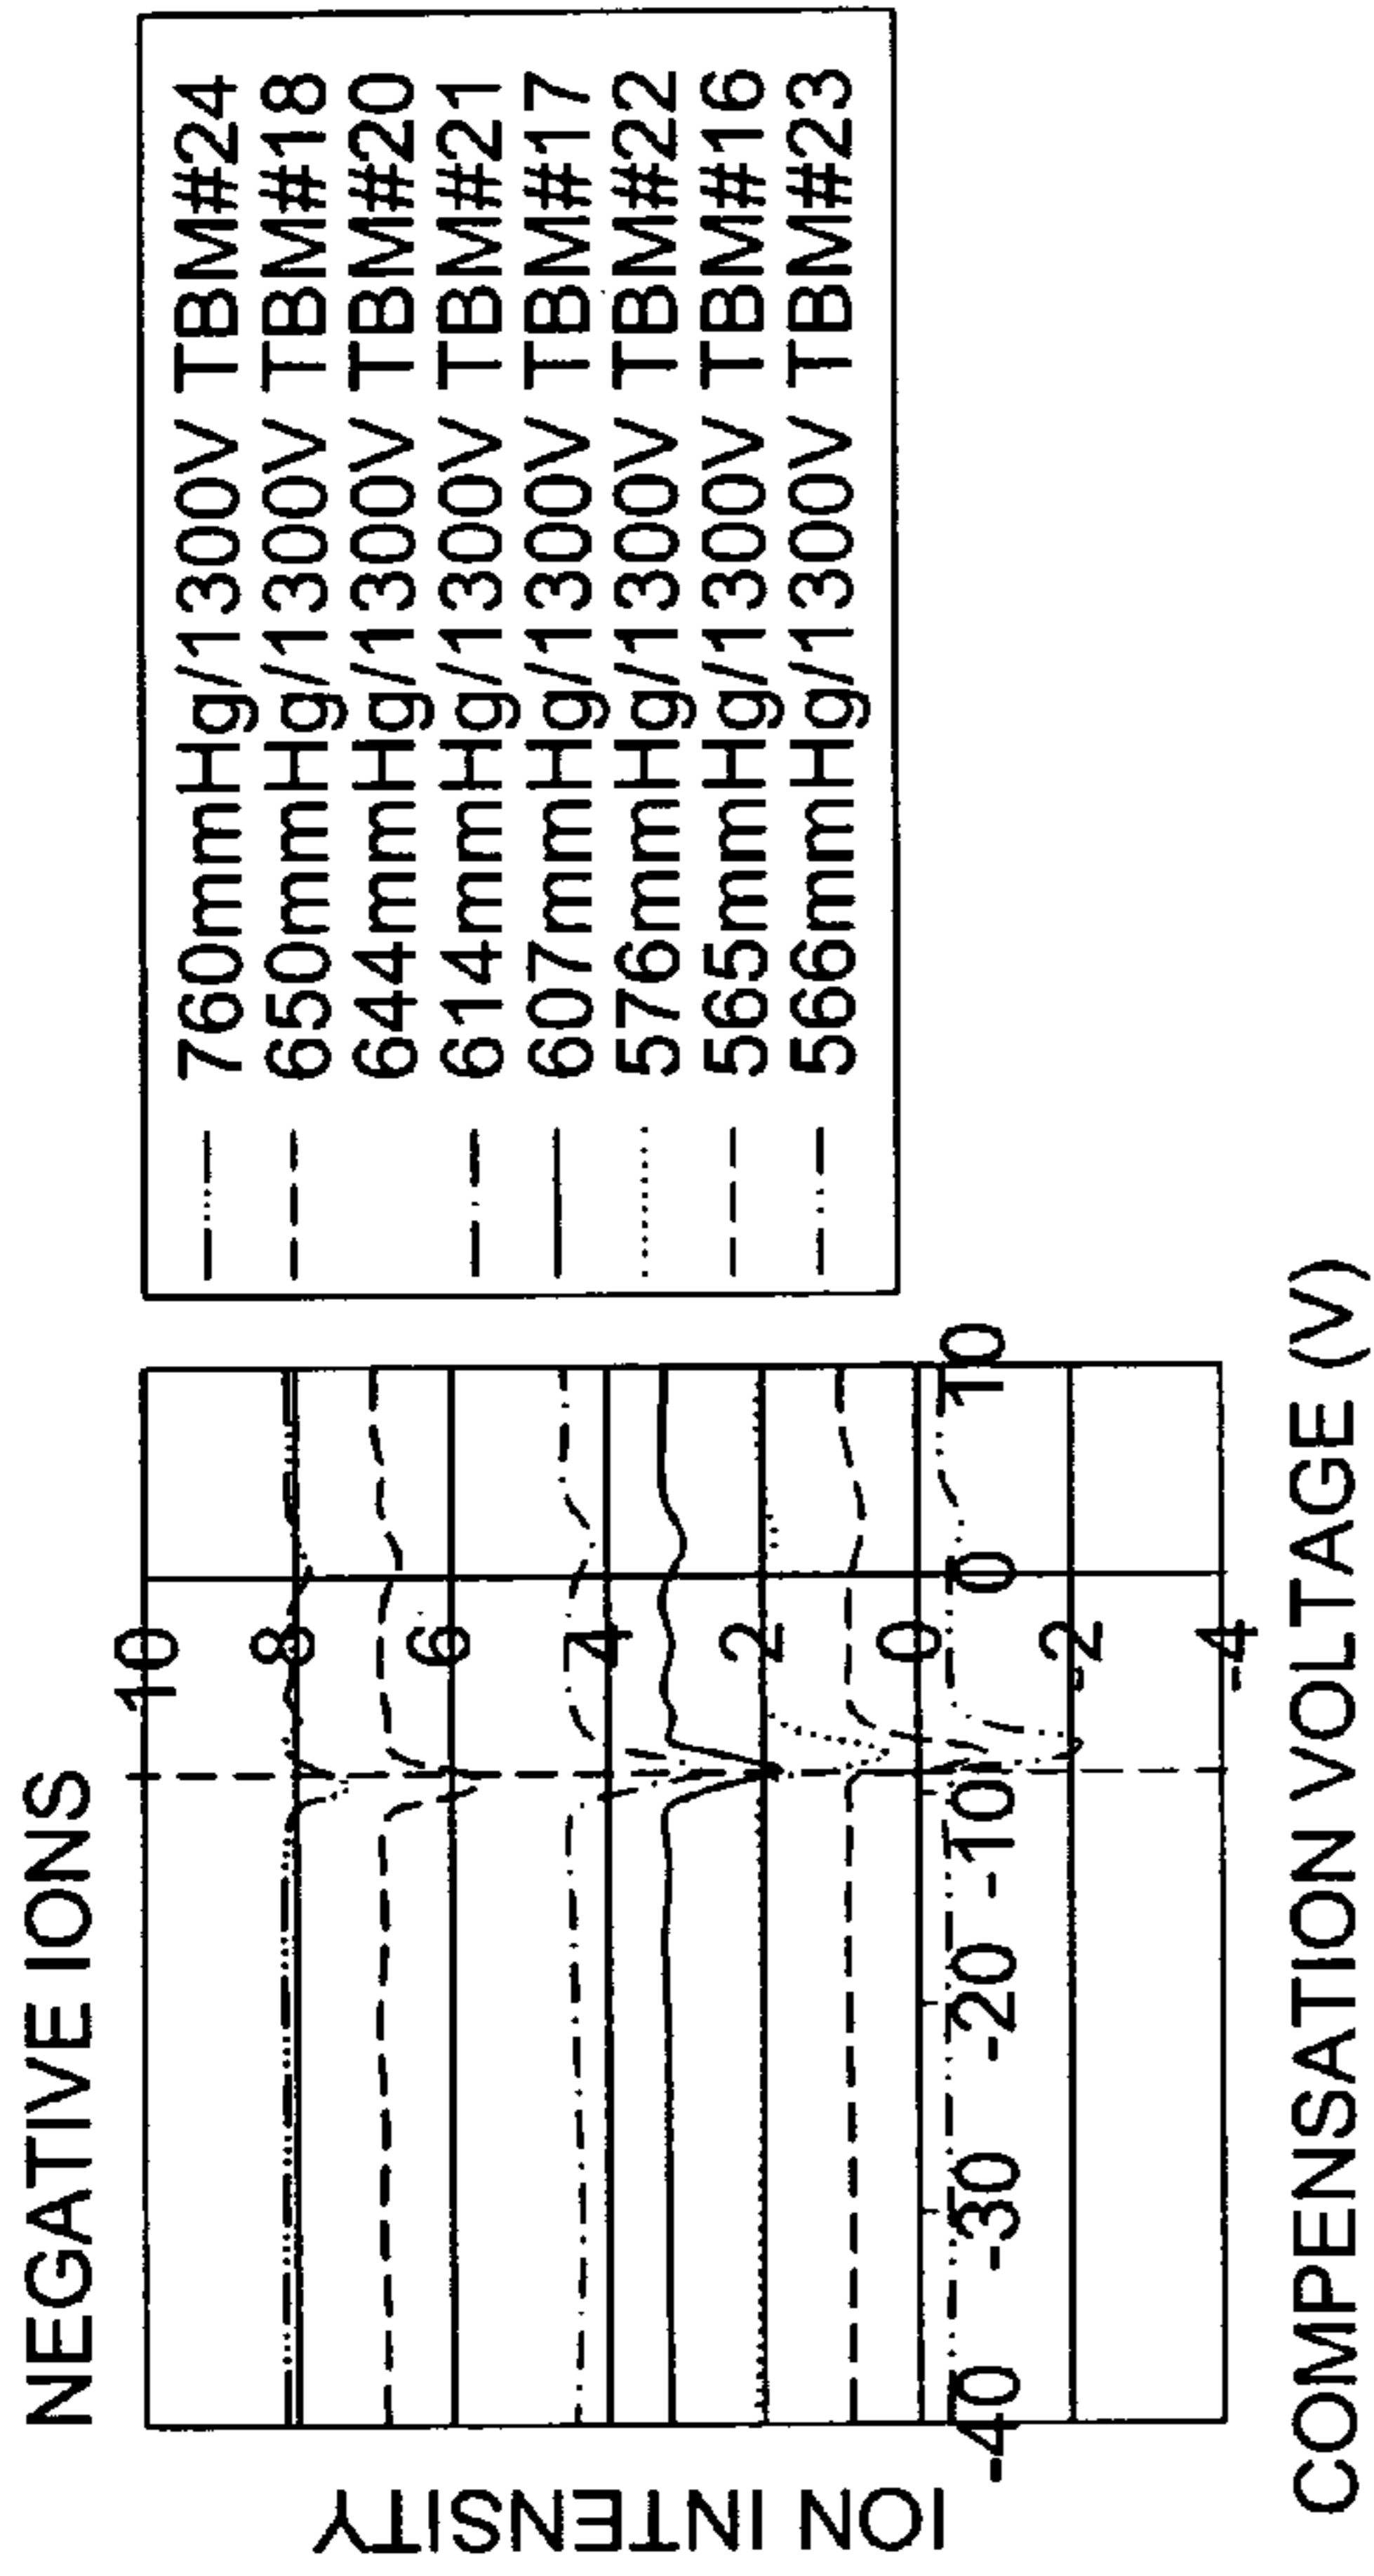 NEGATIVE IONS
10
8
6
4
2
0
-2
-4
-40 -30 -20 -10 0 10
ION INTENSITY
COMPENSATION VOLTAGE (V)
760mmHg/1300V TBM#24
650mmHg/1300V TBM#18
644mmHg/1300V TBM#20
614mmHg/1300V TBM#21
607mmHg/1300V TBM#17
576mmHg/1300V TBM#22
565mmHg/1300V TBM#16
566mmHg/1300V TBM#23